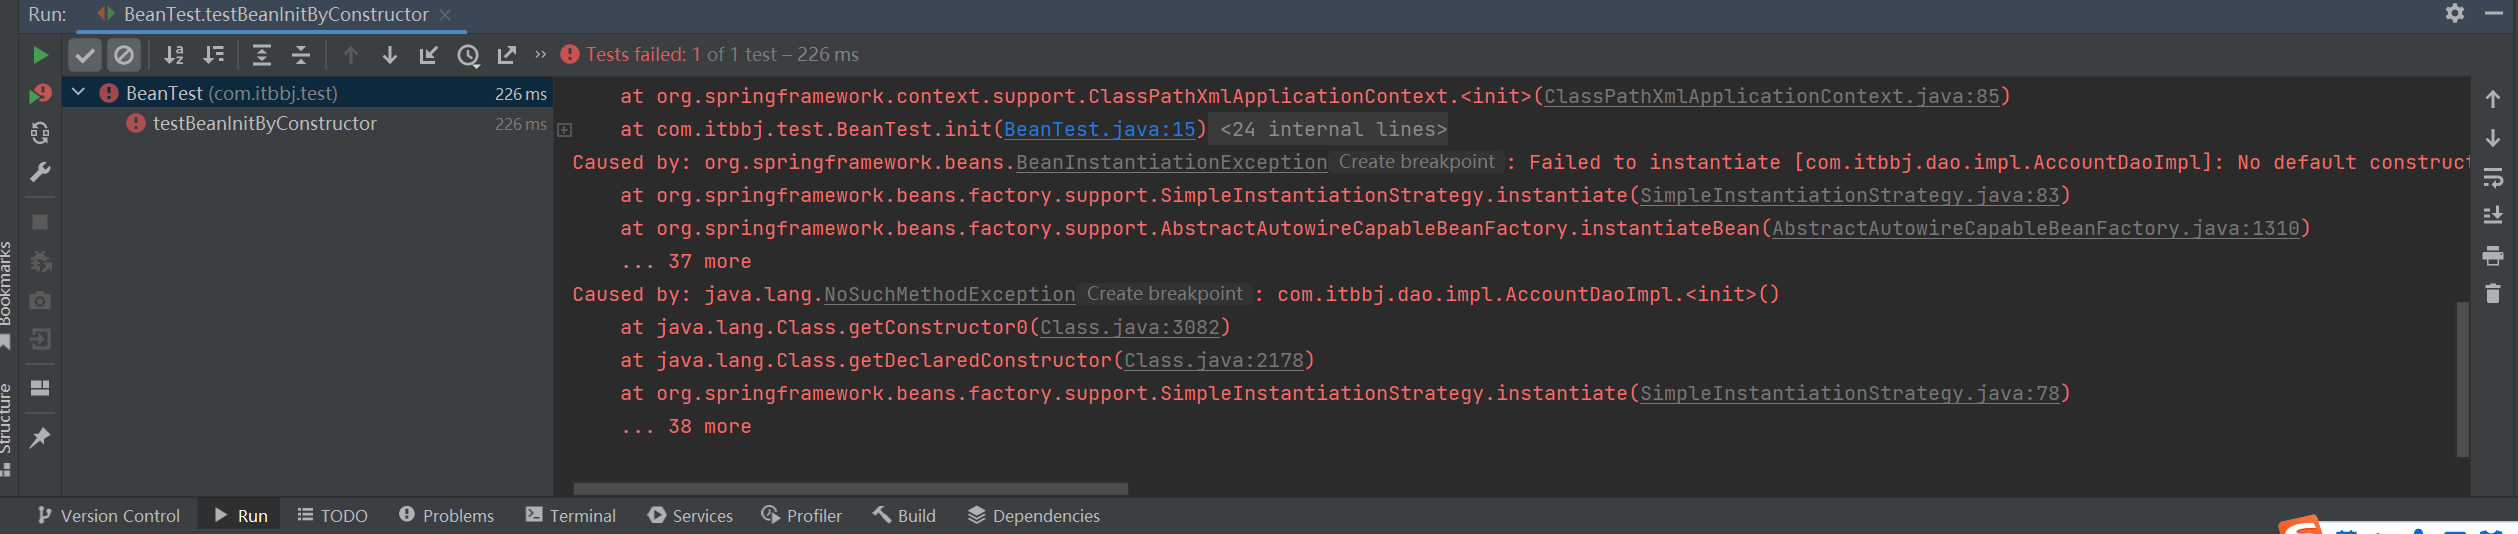 Run: BeanTest.testBeanInitByConstructor
Tests failed: 1 of 1 test – 226 ms
BeanTest (com.itbbj.test) 226 ms
testBeanInitByConstructor 226 ms
at org.springframework.context.support.ClassPathXmlApplicationContext.<init>(ClassPathXmlApplicationContext.java:85)
at com.itbbj.test.BeanTest.init(BeanTest.java:15) <24 internal lines>
Caused by: org.springframework.beans.BeanInstantiationException Create breakpoint : Failed to instantiate [com.itbbj.dao.impl.AccountDaoImpl]: No default construct
at org.springframework.beans.factory.support.SimpleInstantiationStrategy.instantiate(SimpleInstantiationStrategy.java:83)
at org.springframework.beans.factory.support.AbstractAutowireCapableBeanFactory.instantiateBean(AbstractAutowireCapableBeanFactory.java:1310)
... 37 more
Caused by: java.lang.NoSuchMethodException Create breakpoint : com.itbbj.dao.impl.AccountDaoImpl.<init>()
at java.lang.Class.getConstructor0(Class.java:3082)
at java.lang.Class.getDeclaredConstructor(Class.java:2178)
at org.springframework.beans.factory.support.SimpleInstantiationStrategy.instantiate(SimpleInstantiationStrategy.java:78)
... 38 more
Bookmarks
Structure
Version Control Run TODO Problems Terminal Services Profiler Build Dependencies